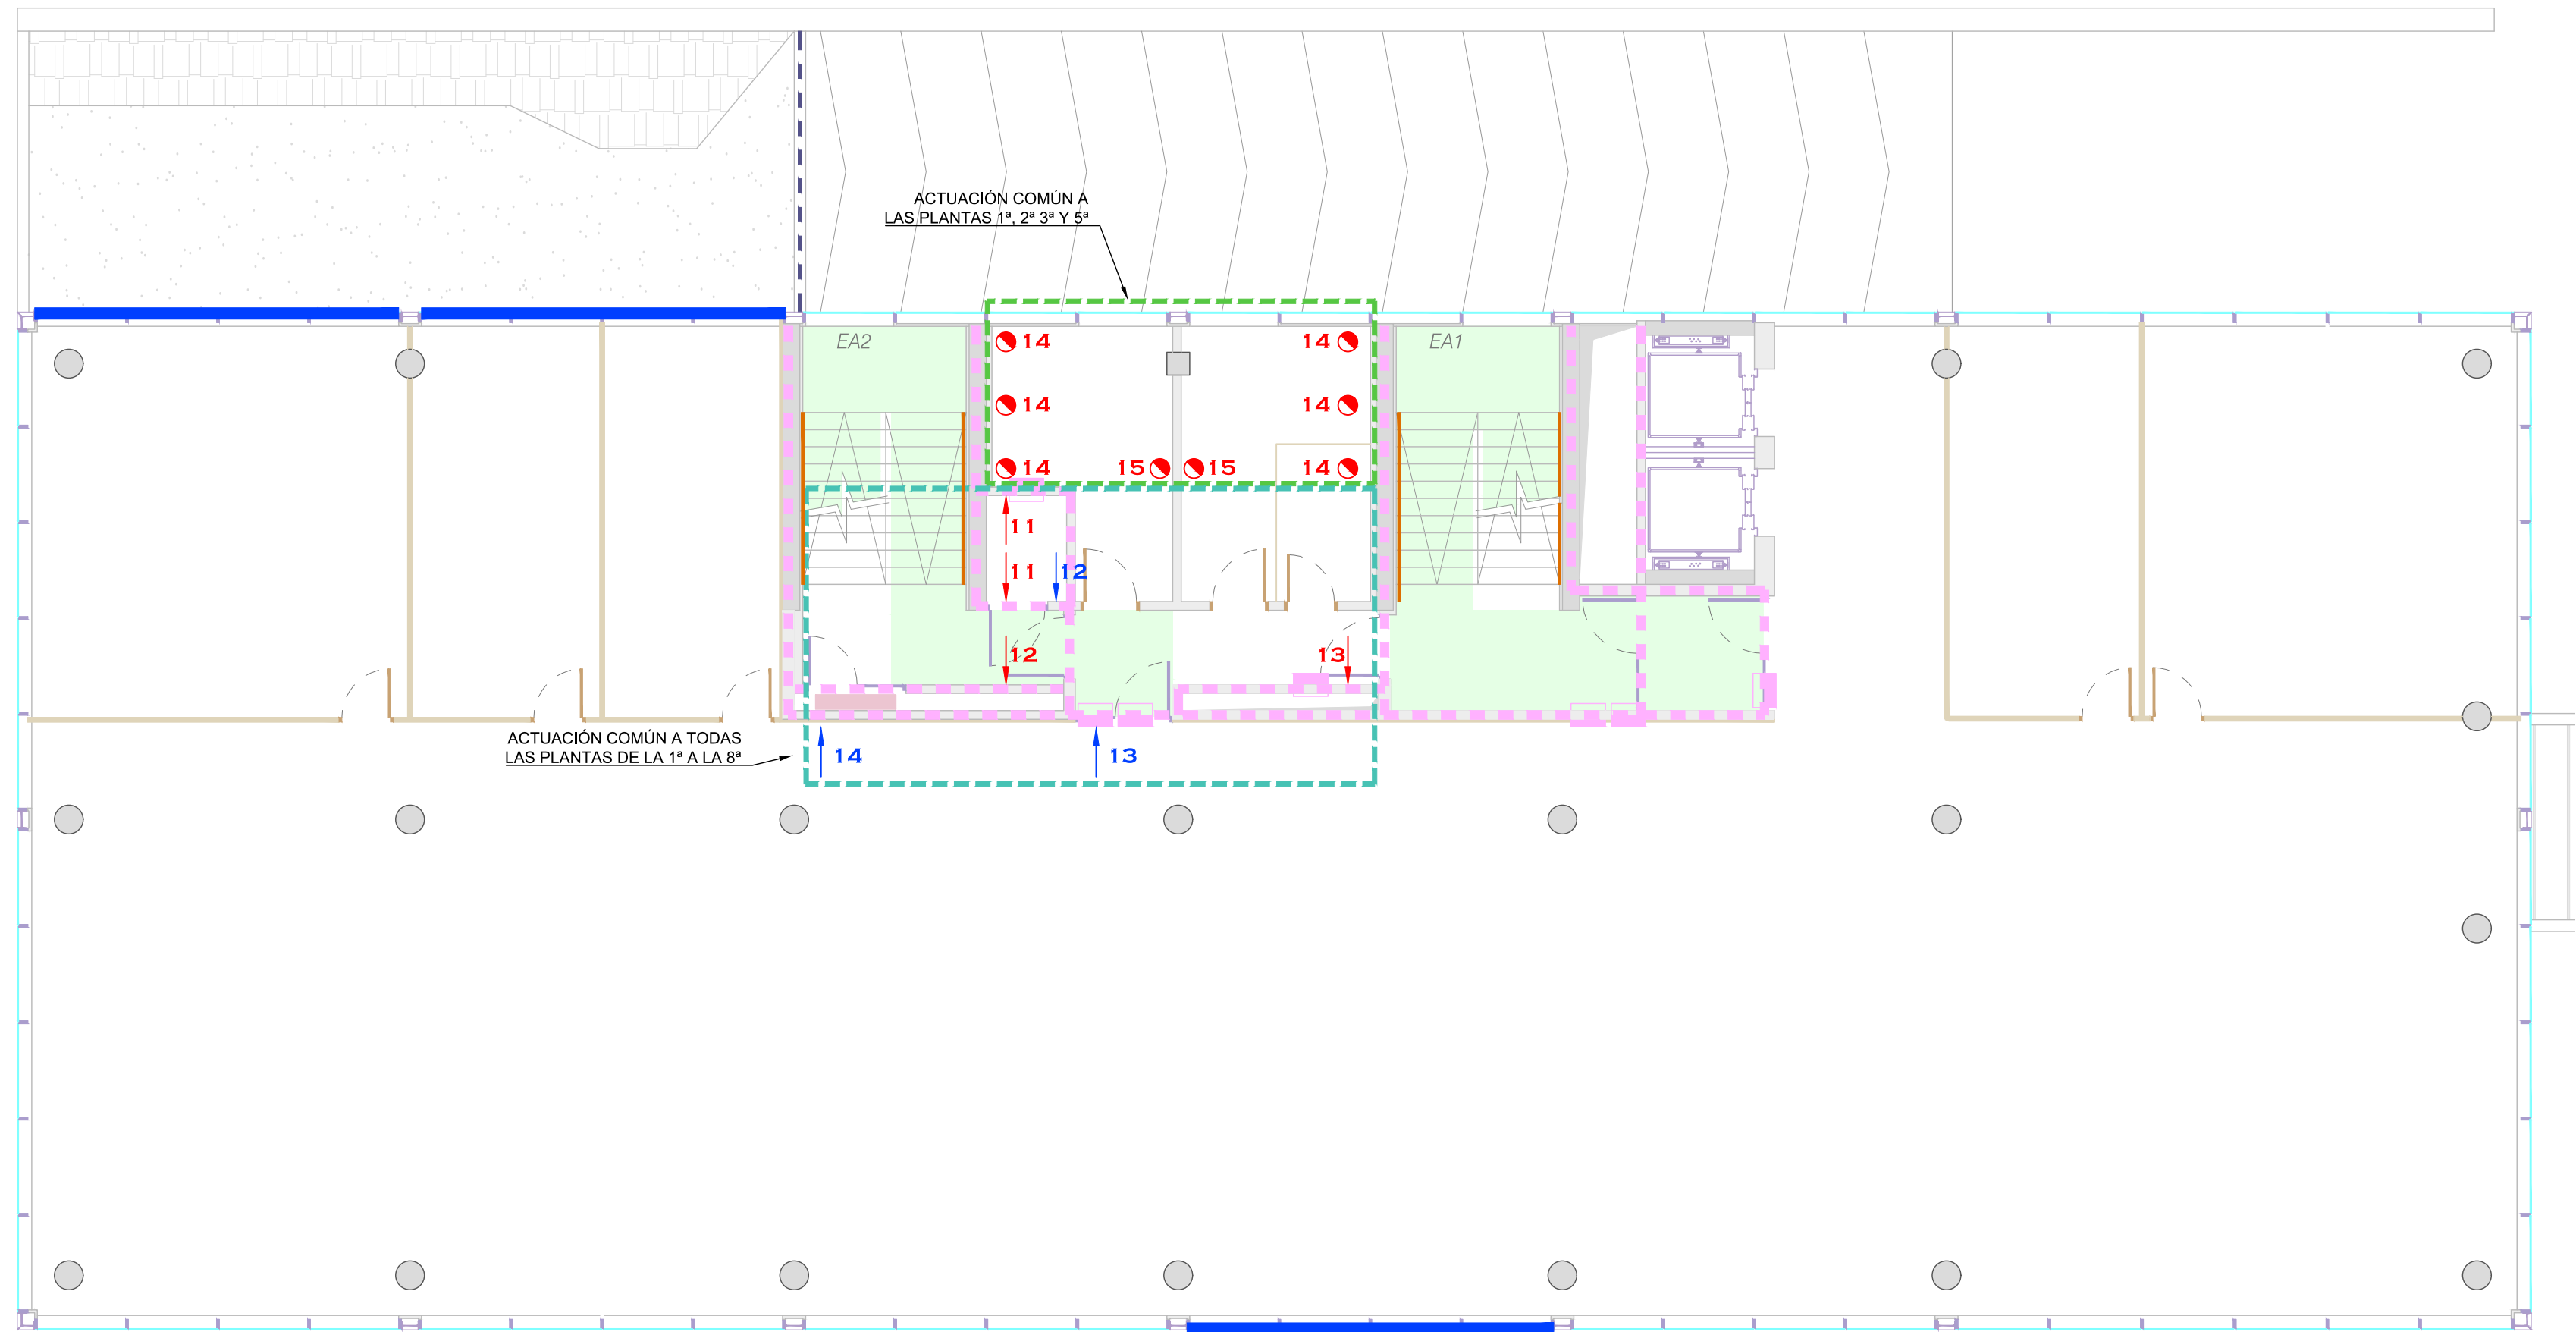 ACTUACIÓN COMÚN A
LAS PLANTAS 1ª, 2ª 3ª Y 5ª
EA2
14
14
EA1
14
14
14
15
15
14
11
11
12
12
13
ACTUACIÓN COMÚN A TODAS
LAS PLANTAS DE LA 1ª A LA 8ª
14
13